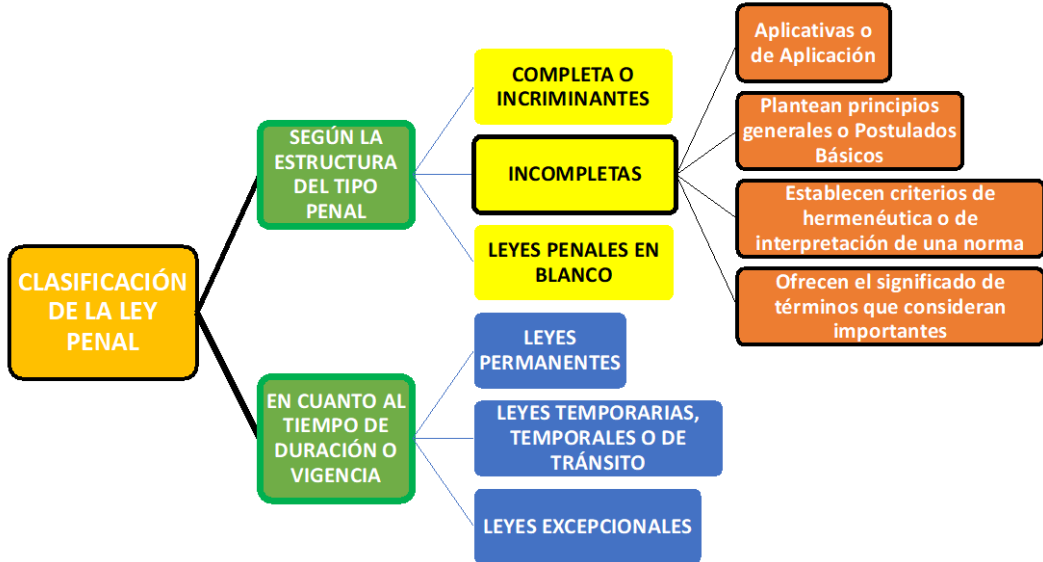 CLASIFICACIÓN
DE LA LEY
PENAL
SEGÚN LA
ESTRUCTURA
DEL TIPO
PENAL
COMPLETA O
INCRIMINANTES
INCOMPLETAS
Aplicativas o
de Aplicación
Plantean principios
generales o Postulados
Básicos
Establecen criterios de
hermenéutica o de
interpretación de una norma
Ofrecen el significado de
términos que consideran
importantes
LEYES PENALES EN
BLANCO
EN CUANTO AL
TIEMPO DE
DURACIÓN O
VIGENCIA
LEYES
PERMANENTES
LEYES TEMPORARIAS,
TEMPORALES O DE
TRÁNSITO
LEYES EXCEPCIONALES